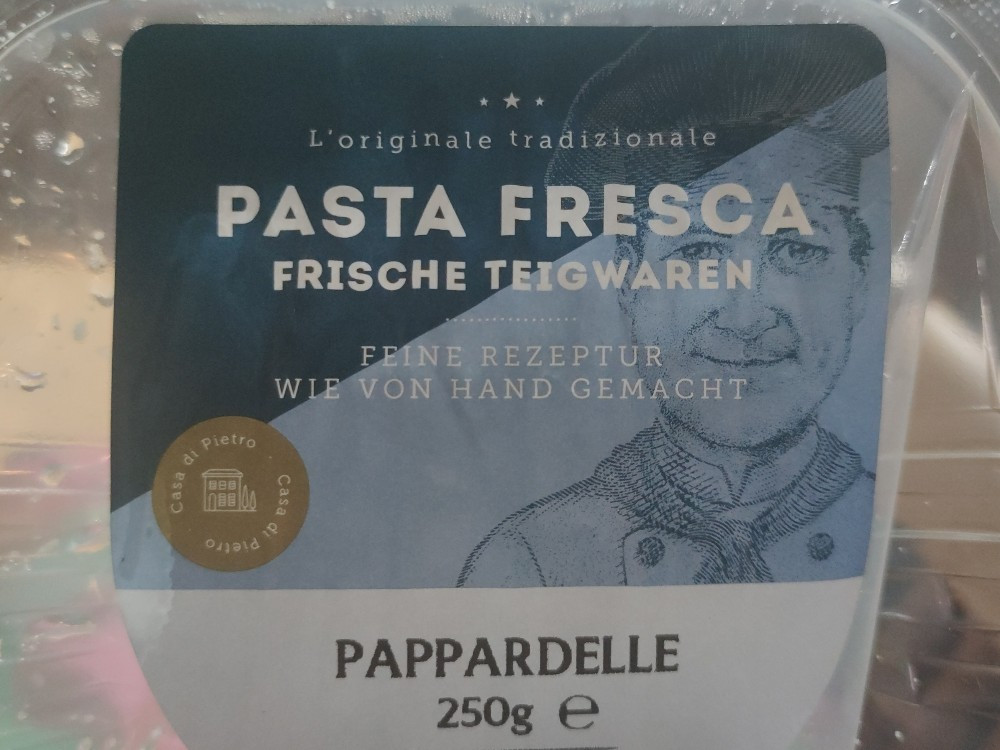 L'originale tradizionale
PASTA FRESCA
FRISCHE TEIGWAREN
FEINE REZEPTUR
WIE VON HAND GEMACHT
Casa di Pietro
Casa di Pietro
PAPPARDELLE
250g ℮